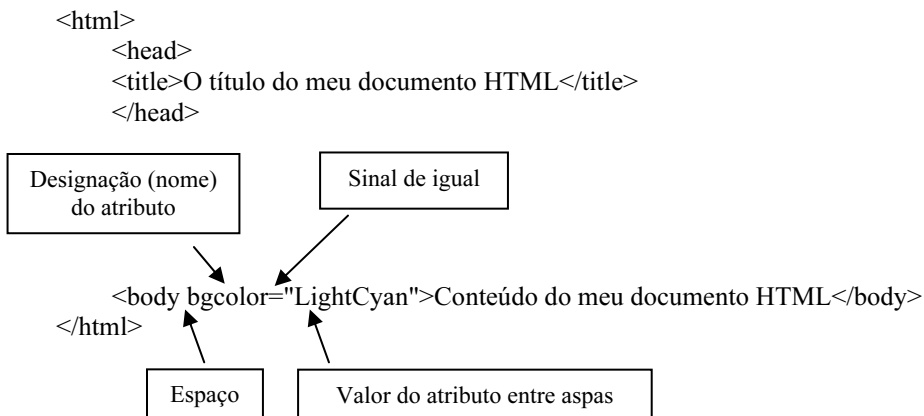 <html>
<head>
<title>O título do meu documento HTML</title>
</head>
Designação (nome)
do atributo
Sinal de igual
<body bgcolor="LightCyan">Conteúdo do meu documento HTML</body>
</html>
Espaço
Valor do atributo entre aspas